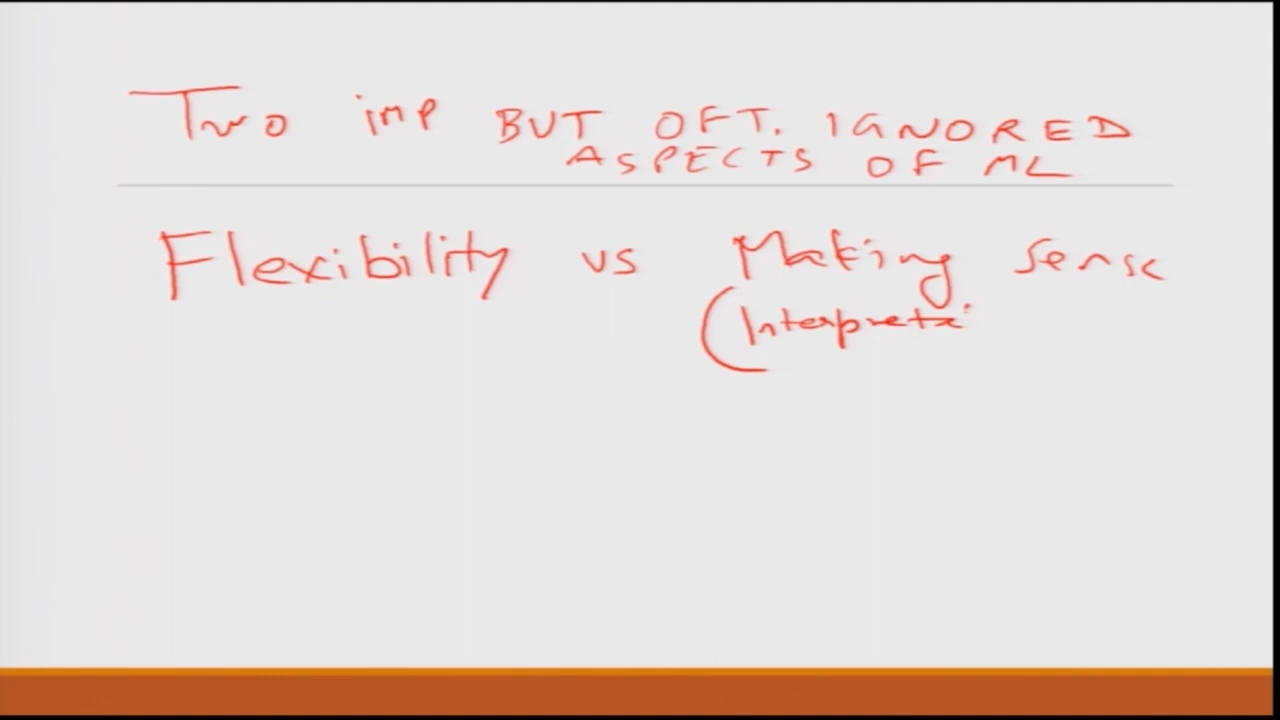 Two imp BUT OFT. IGNORED
ASPECTS OF ML
Flexibility vs Making sense
(Interpreta